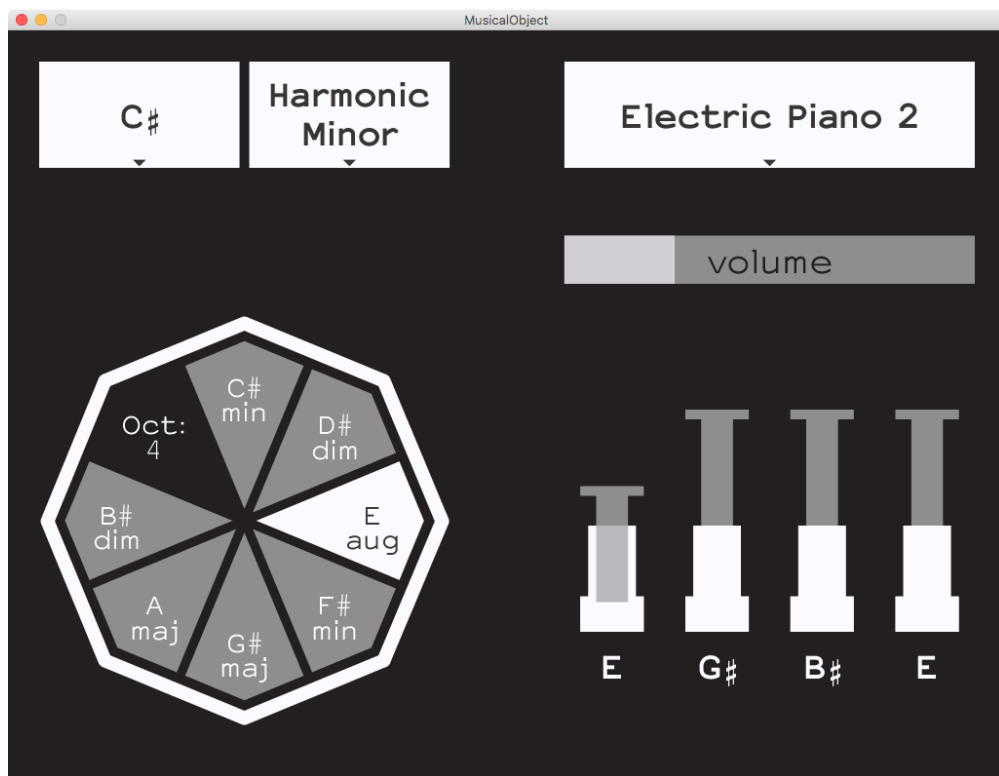 MusicalObject
C♯
Harmonic
Minor
Electric Piano 2
volume
C#
min
D#
dim
E
aug
F#
min
G#
maj
A
maj
B#
dim
Oct:
4
E G♯ B♯ E